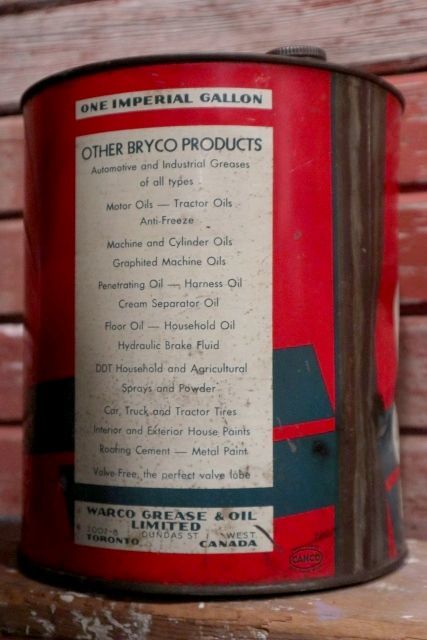 ONE IMPERIAL GALLON
OTHER BRYCO PRODUCTS
Automotive and Industrial Greases
of all types
Motor Oils — Tractor Oils
Anti-Freeze
Machine and Cylinder Oils
Graphited Machine Oils
Penetrating Oil — Harness Oil
Cream Separator Oil
Floor Oil — Household Oil
Hydraulic Brake Fluid
DDT Household and Agricultural
Sprays and Powder
Car, Truck and Tractor Tires
Interior and Exterior House Paints
Roofing Cement — Metal Paint
Valve-Free, the perfect valve lube
WARCO GREASE & OIL
LIMITED
DUNDAS ST. WEST.
TORONTO CANADA
CANCO